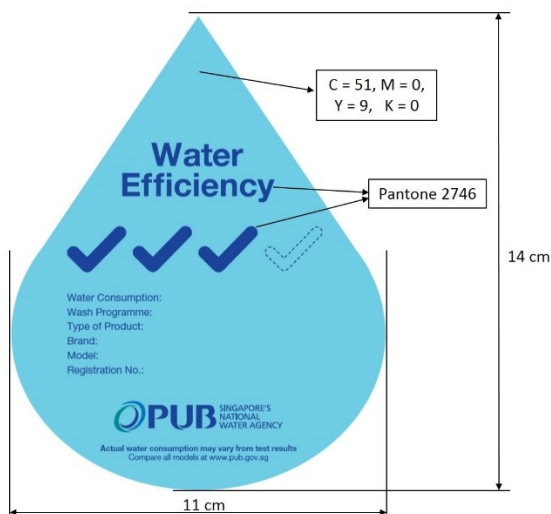 C = 51, M = 0,
Y = 9, K = 0
Water
Efficiency
Pantone 2746
14 cm
Water Consumption:
Wash Programme:
Type of Product:
Brand:
Model:
Registration No.:
PUB SINGAPORE'S
NATIONAL
WATER AGENCY
Actual water consumption may vary from test results
Compare all models at www.pub.gov.sg
11 cm